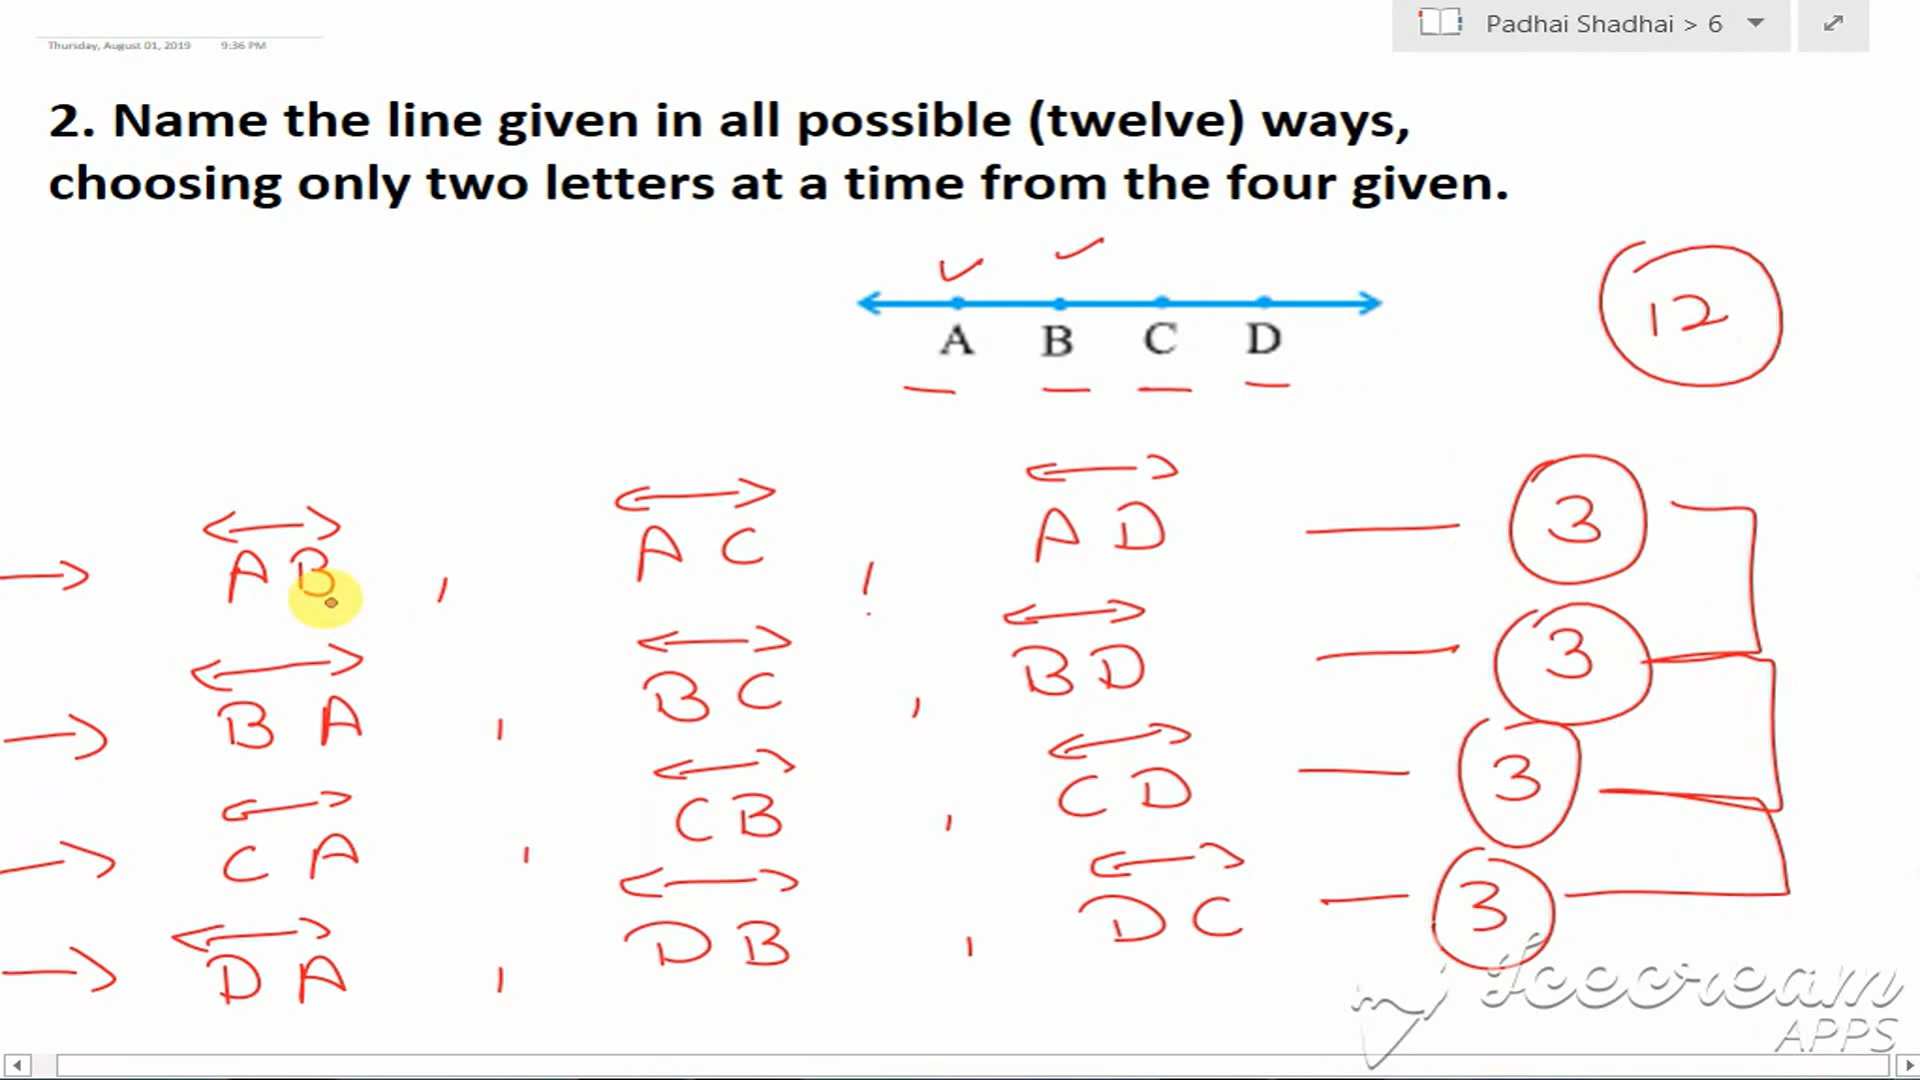 Thursday, August 01, 2019 9:36 PM
Padhai Shadhai > 6
2. Name the line given in all possible (twelve) ways,
choosing only two letters at a time from the four given.
A B C D
12
AB, AC, AD — 3
BA, BC, BD — 3
CA, CB, CD — 3
DA, DB, DC — 3
Icecream
APPS